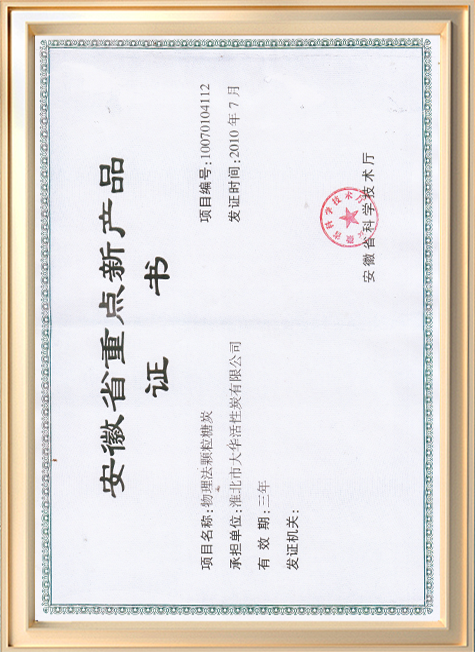 安徽省重点新产品
证 书
项目名称:物理法颗粒糖炭
项目编号:10070104112
承担单位:淮北市大华活性炭有限公司
发证时间:2010 年 7 月
有 效 期:三年
发证机关:
安徽省科学技术厅